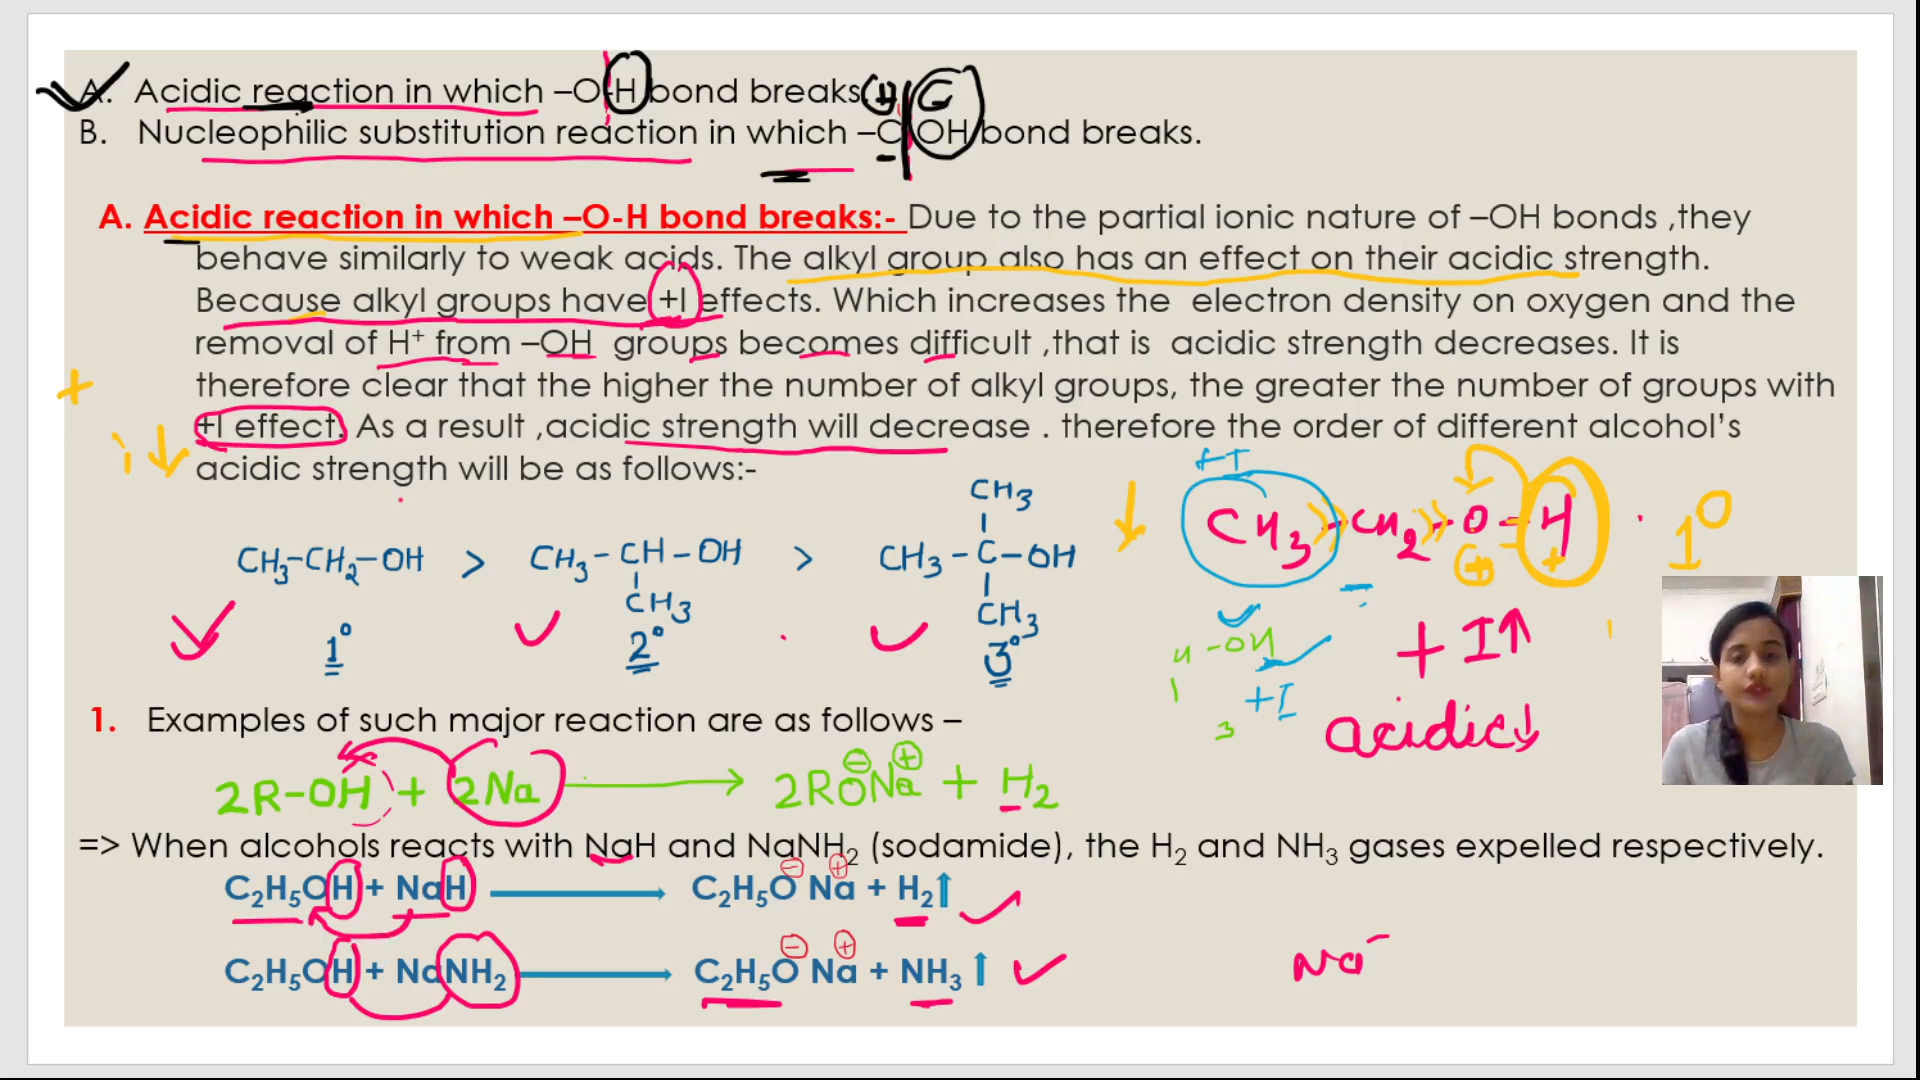 A. Acidic reaction in which –O-H bond breaks.
B. Nucleophilic substitution reaction in which –C OH bond breaks.
A. Acidic reaction in which –O-H bond breaks:- Due to the partial ionic nature of –OH bonds ,they
behave similarly to weak acids. The alkyl group also has an effect on their acidic strength.
Because alkyl groups have +I effects. Which increases the electron density on oxygen and the
removal of H⁺ from –OH groups becomes difficult ,that is acidic strength decreases. It is
therefore clear that the higher the number of alkyl groups, the greater the number of groups with
+I effect. As a result ,acidic strength will decrease . therefore the order of different alcohol’s
acidic strength will be as follows:-
+
i↓
CH3
CH3-CH2-OH > CH3-CH-OH > CH3-C-OH
CH3 CH3
1° 2° 3°
+I
↓ CH3 - CH2 - O - H 1°
+
-OH
+I
+I↑
acidic↓
3
1. Examples of such major reaction are as follows –
2R-OH + 2Na → 2RO⊖Na⊕ + H2
=> When alcohols reacts with NaH and NaNH₂ (sodamide), the H₂ and NH₃ gases expelled respectively.
C₂H₅OH + NaH → C₂H₅O⊖ Na⊕ + H₂↑
C₂H₅OH + NaNH₂ → C₂H₅O⊖ Na⊕ + NH₃ ↑